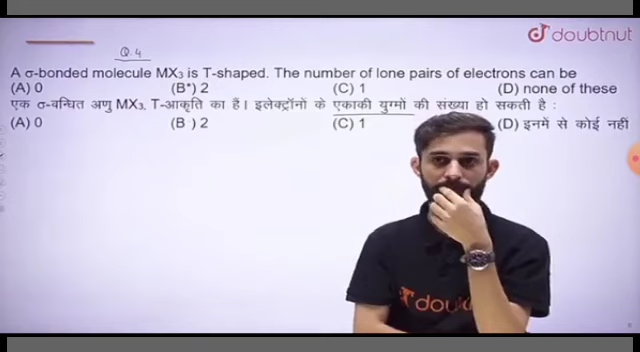 doubtnut
Q.4
A σ-bonded molecule MX₃ is T-shaped. The number of lone pairs of electrons can be
(A) 0 (B*) 2 (C) 1 (D) none of these
एक σ-बन्धित अणु MX₃, T-आकृति का है। इलेक्ट्रॉनों के एकाकी युग्मों की संख्या हो सकती है :
(A) 0 (B ) 2 (C) 1 (D) इनमें से कोई नहीं